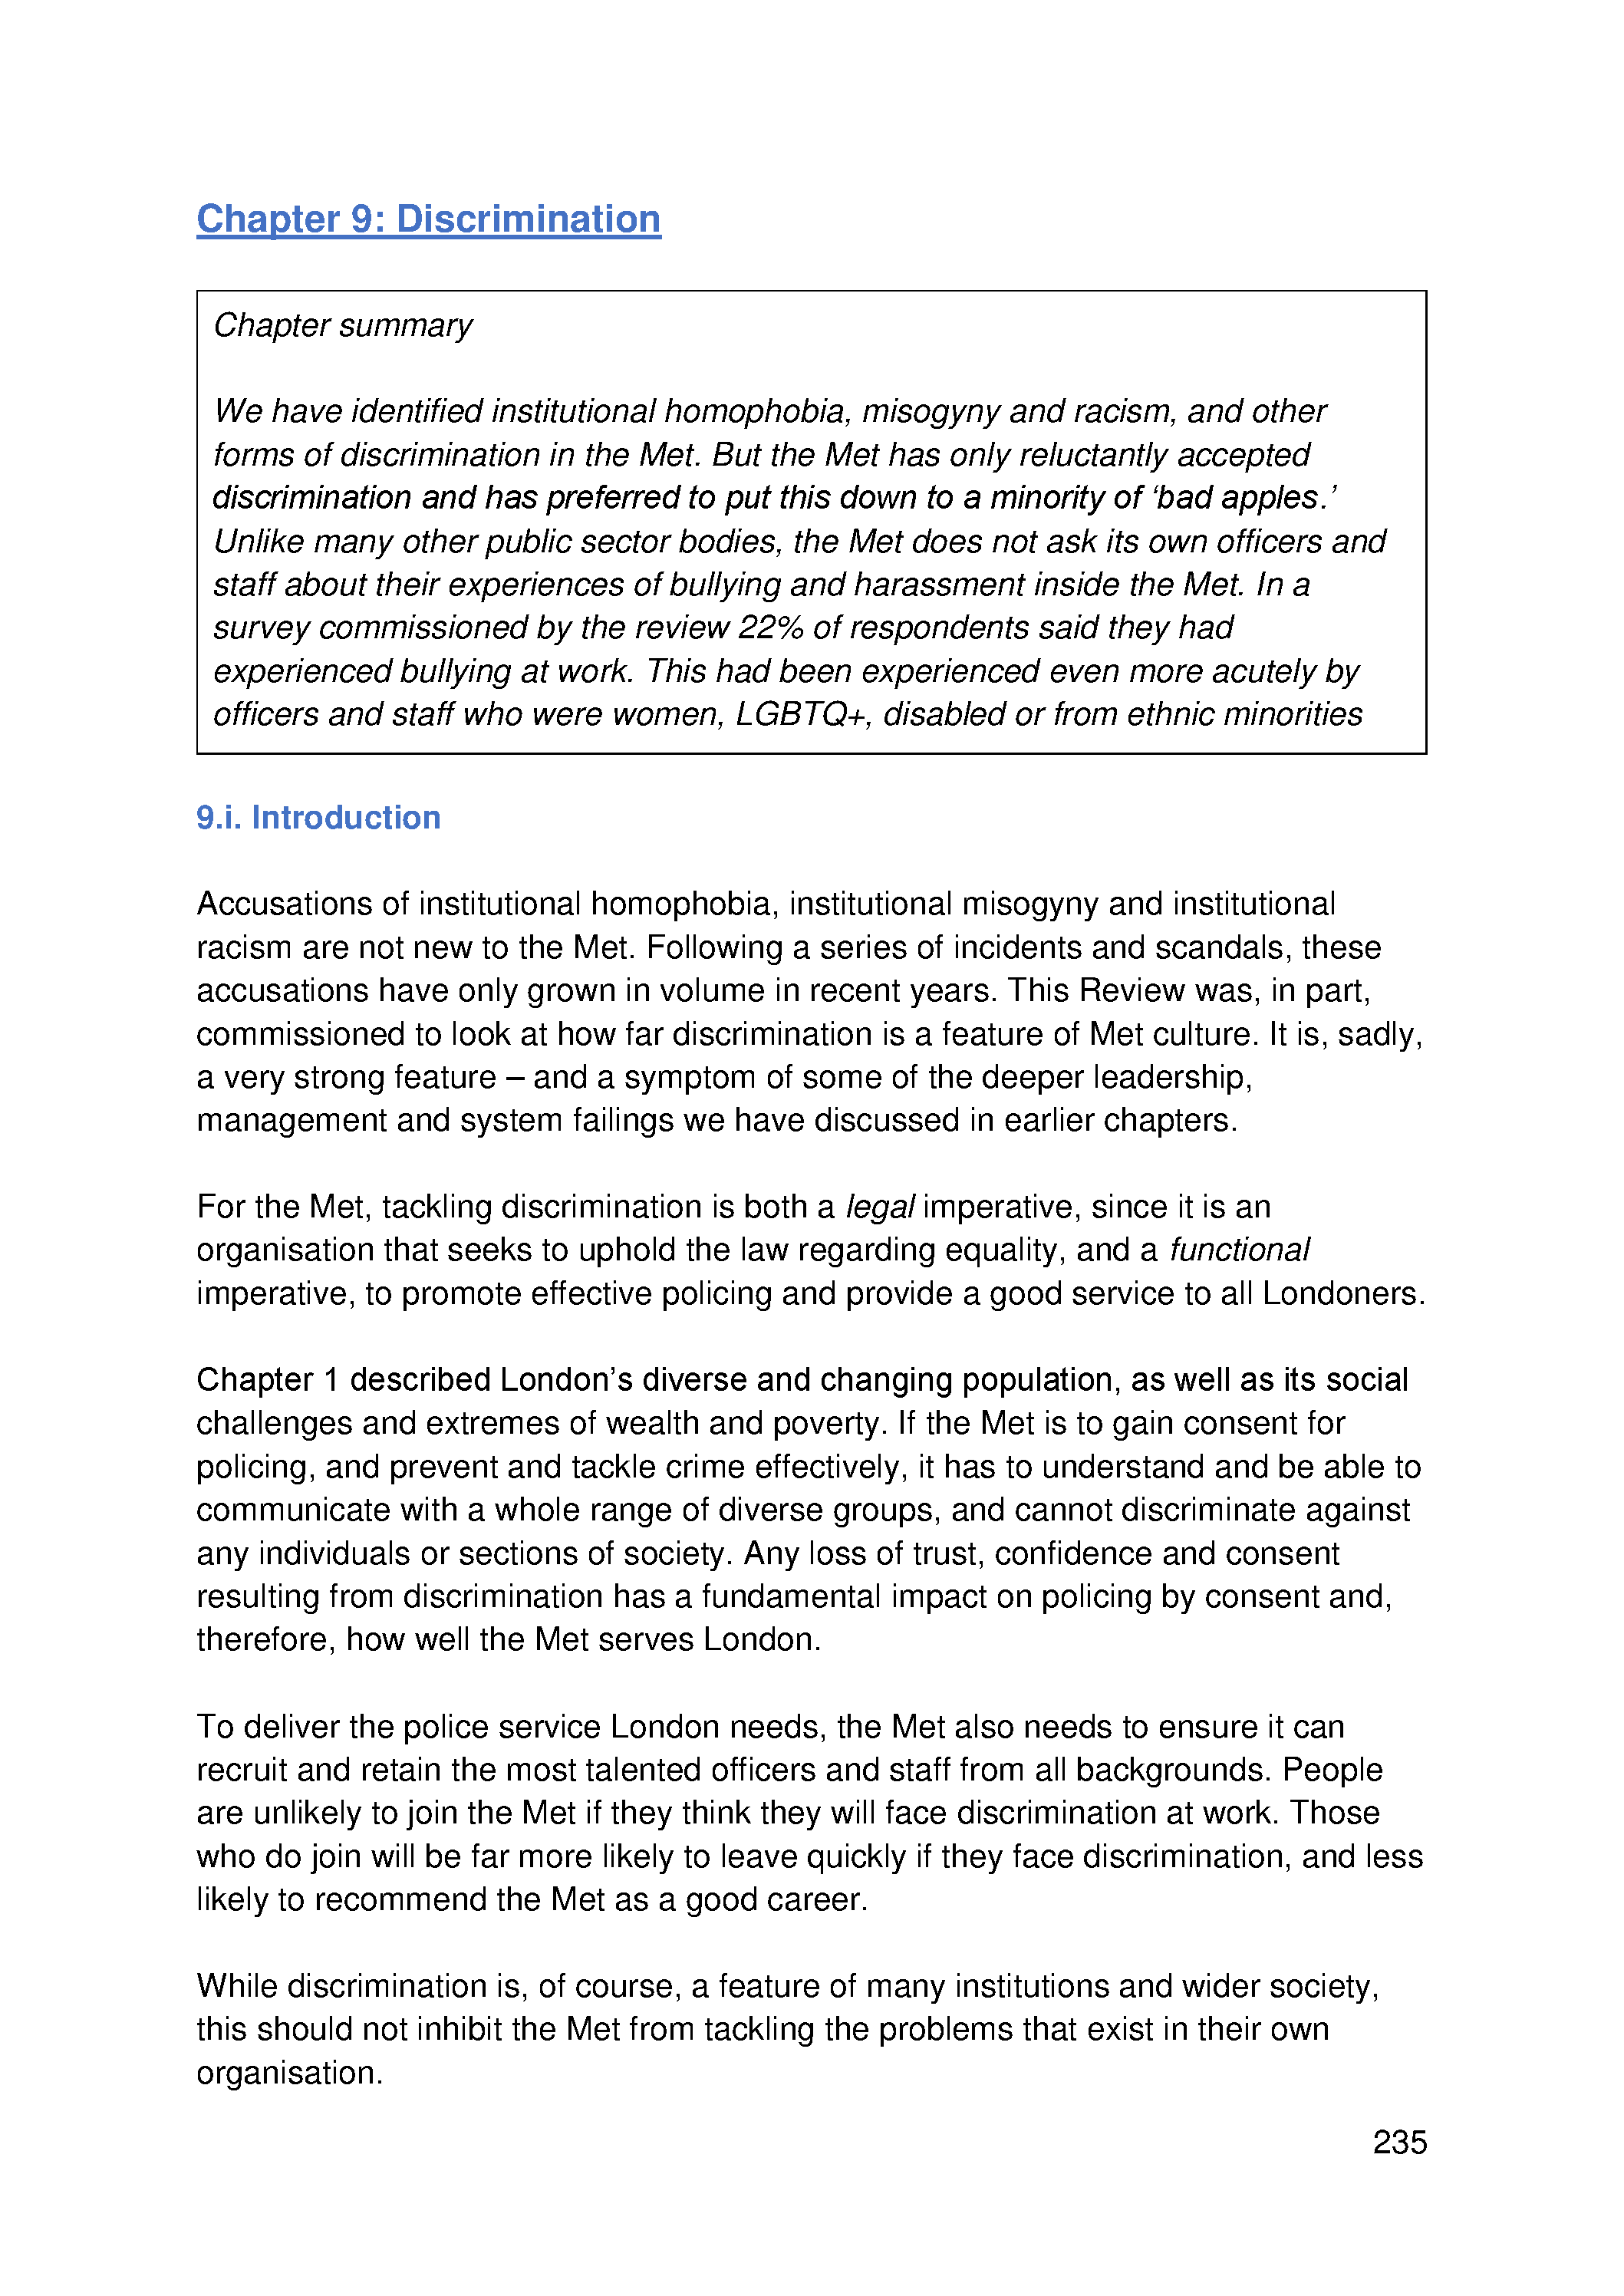 Chapter 9: Discrimination
Chapter summary
We have identified institutional homophobia, misogyny and racism, and other
forms of discrimination in the Met. But the Met has only reluctantly accepted
discrimination and has preferred to put this down to a minority of ‘bad apples.’
Unlike many other public sector bodies, the Met does not ask its own officers and
staff about their experiences of bullying and harassment inside the Met. In a
survey commissioned by the review 22% of respondents said they had
experienced bullying at work. This had been experienced even more acutely by
officers and staff who were women, LGBTQ+, disabled or from ethnic minorities
9.i. Introduction
Accusations of institutional homophobia, institutional misogyny and institutional
racism are not new to the Met. Following a series of incidents and scandals, these
accusations have only grown in volume in recent years. This Review was, in part,
commissioned to look at how far discrimination is a feature of Met culture. It is, sadly,
a very strong feature – and a symptom of some of the deeper leadership,
management and system failings we have discussed in earlier chapters.
For the Met, tackling discrimination is both a legal imperative, since it is an
organisation that seeks to uphold the law regarding equality, and a functional
imperative, to promote effective policing and provide a good service to all Londoners.
Chapter 1 described London’s diverse and changing population, as well as its social
challenges and extremes of wealth and poverty. If the Met is to gain consent for
policing, and prevent and tackle crime effectively, it has to understand and be able to
communicate with a whole range of diverse groups, and cannot discriminate against
any individuals or sections of society. Any loss of trust, confidence and consent
resulting from discrimination has a fundamental impact on policing by consent and,
therefore, how well the Met serves London.
To deliver the police service London needs, the Met also needs to ensure it can
recruit and retain the most talented officers and staff from all backgrounds. People
are unlikely to join the Met if they think they will face discrimination at work. Those
who do join will be far more likely to leave quickly if they face discrimination, and less
likely to recommend the Met as a good career.
While discrimination is, of course, a feature of many institutions and wider society,
this should not inhibit the Met from tackling the problems that exist in their own
organisation.
235